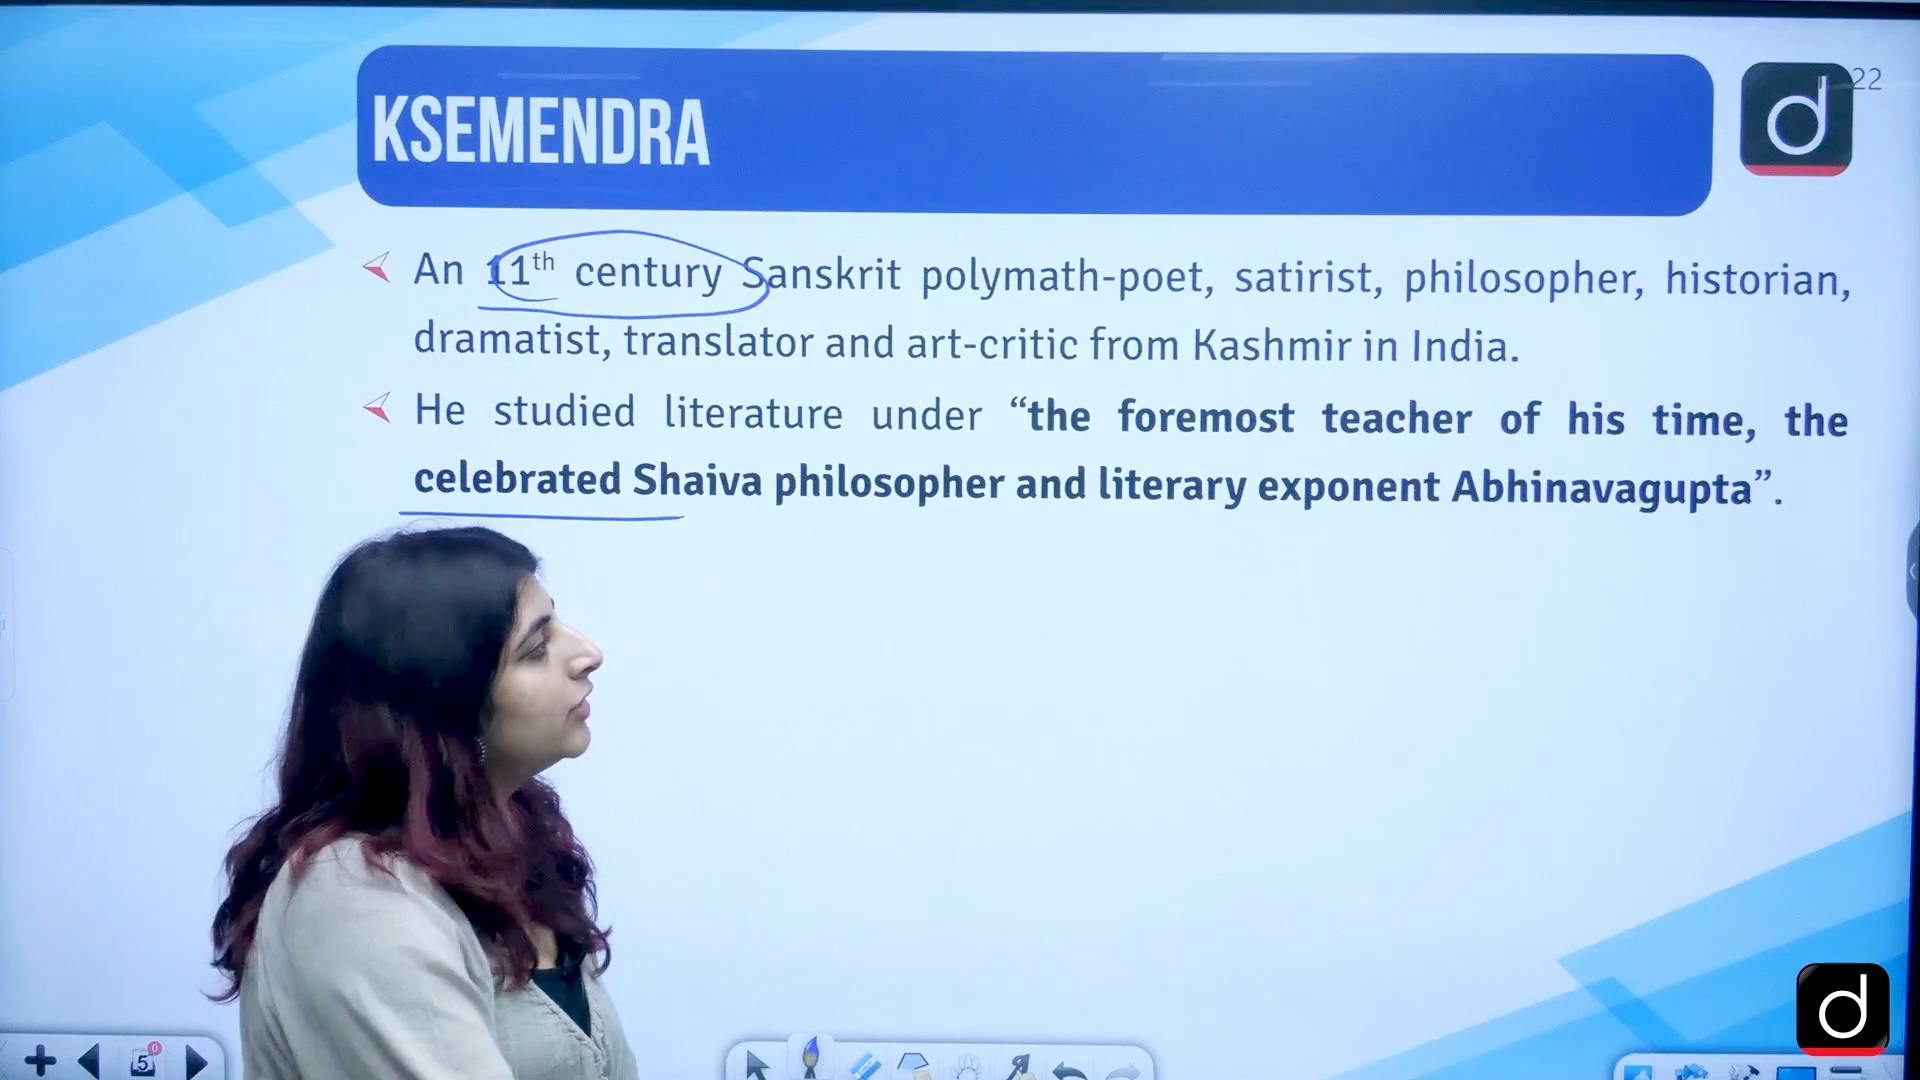 KSEMENDRA
d
22
An 11th century Sanskrit polymath-poet, satirist, philosopher, historian,
dramatist, translator and art-critic from Kashmir in India.
He studied literature under “the foremost teacher of his time, the
celebrated Shaiva philosopher and literary exponent Abhinavagupta”.
5
0
d